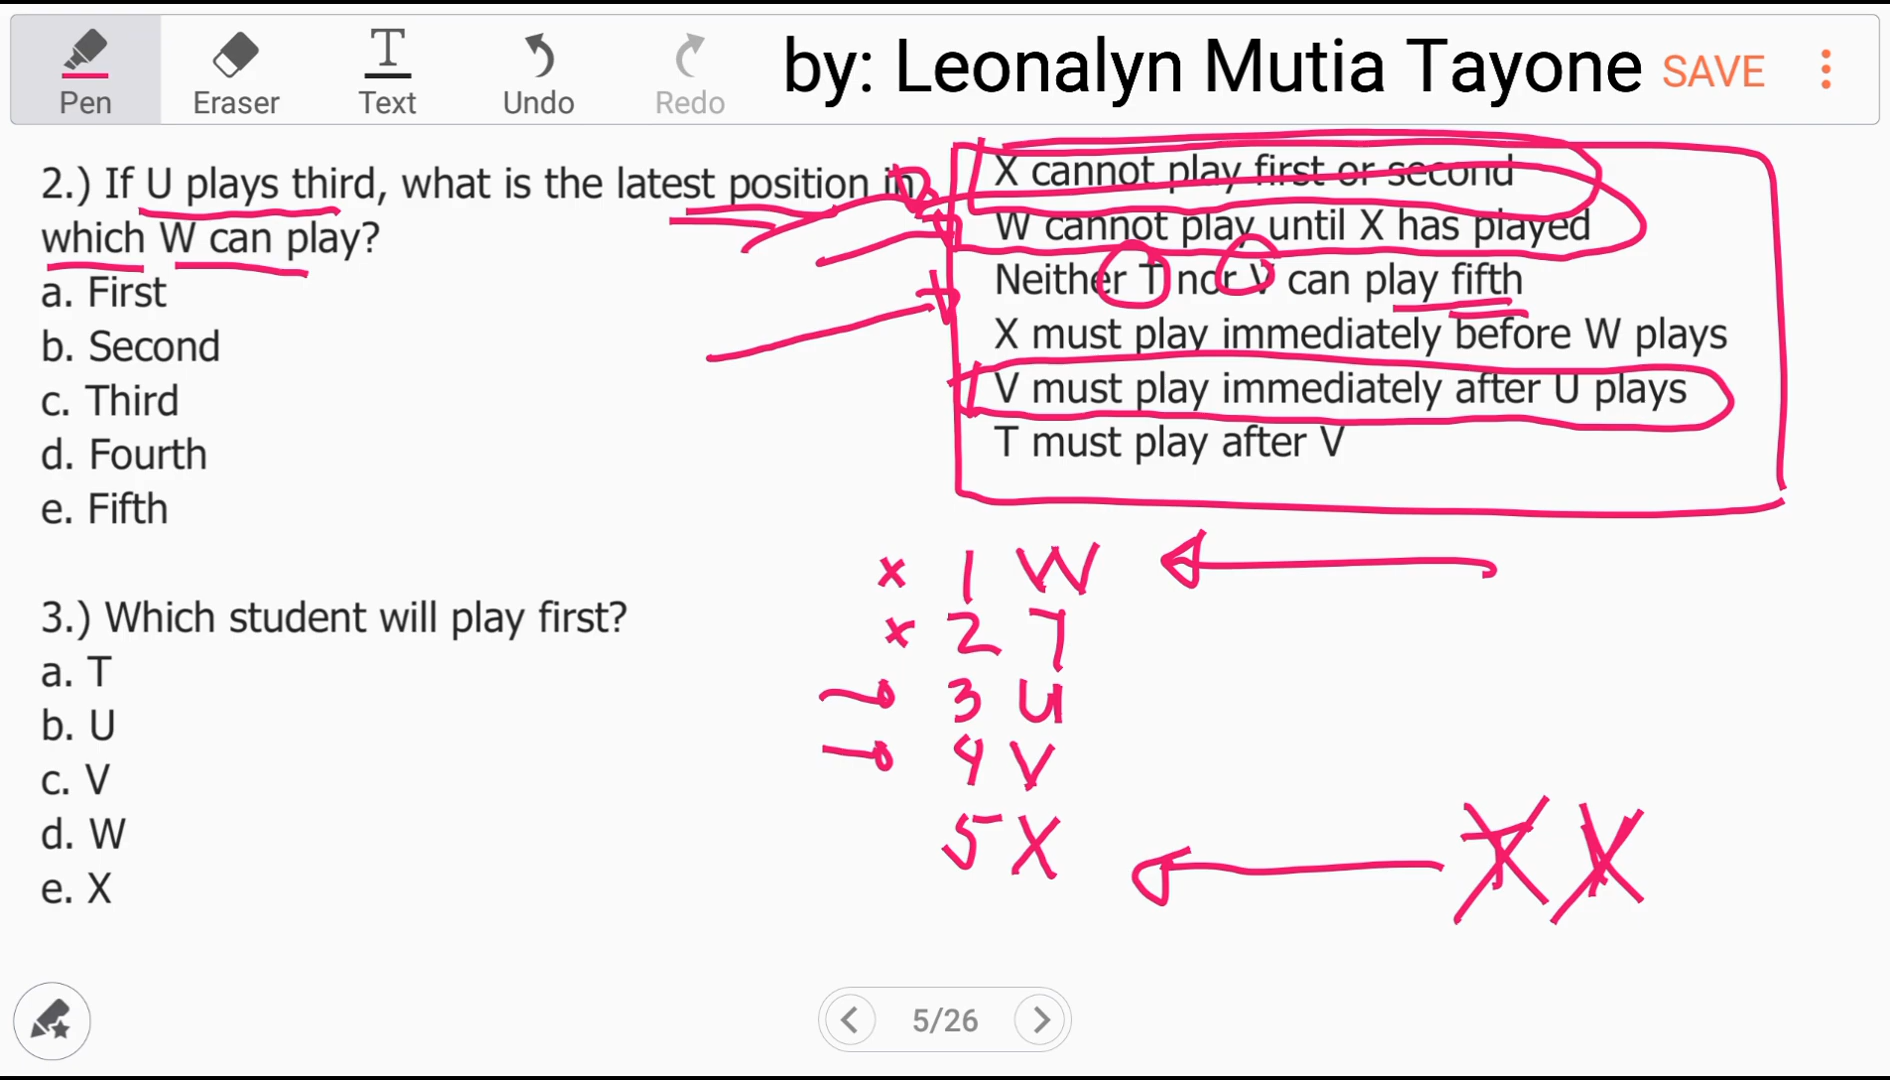 Pen
Eraser
Text
Undo
Redo
by: Leonalyn Mutia Tayone
SAVE
2.) If U plays third, what is the latest position in
which W can play?
a. First
b. Second
c. Third
d. Fourth
e. Fifth
X cannot play first or second
W cannot play until X has played
Neither T nor V can play fifth
X must play immediately before W plays
V must play immediately after U plays
T must play after V
3.) Which student will play first?
a. T
b. U
c. V
d. W
e. X
x 1 W
x 2 T
3 U
4 V
5 X
5/26